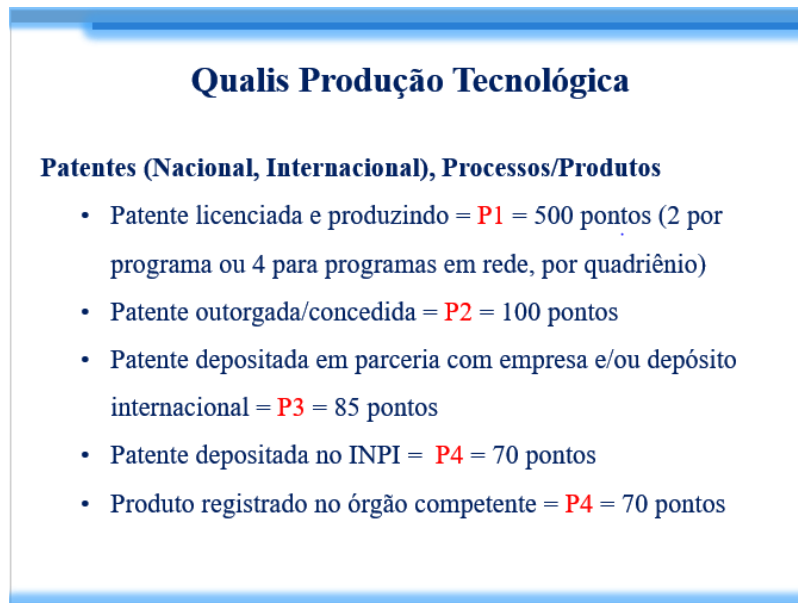 Qualis Produção Tecnológica
Patentes (Nacional, Internacional), Processos/Produtos
• Patente licenciada e produzindo = P1 = 500 pontos (2 por
programa ou 4 para programas em rede, por quadriênio)
• Patente outorgada/concedida = P2 = 100 pontos
• Patente depositada em parceria com empresa e/ou depósito
internacional = P3 = 85 pontos
• Patente depositada no INPI = P4 = 70 pontos
• Produto registrado no órgão competente = P4 = 70 pontos